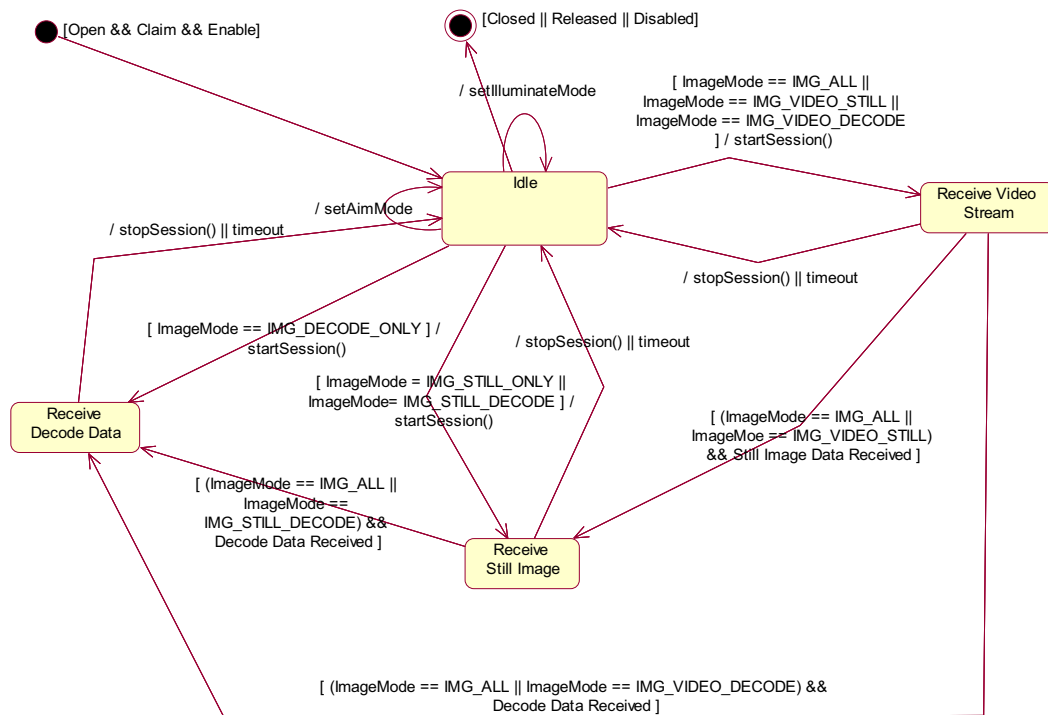 [Open && Claim && Enable]
[Closed || Released || Disabled]
/ setIlluminateMode
[ ImageMode == IMG_ALL ||
ImageMode == IMG_VIDEO_STILL ||
ImageMode == IMG_VIDEO_DECODE
] / startSession()
Idle
Receive Video
Stream
/ setAimMode
/ stopSession() || timeout
/ stopSession() || timeout
[ ImageMode == IMG_DECODE_ONLY ] /
startSession()
/ stopSession() || timeout
[ ImageMode = IMG_STILL_ONLY ||
ImageMode= IMG_STILL_DECODE ] /
startSession()
Receive
Decode Data
[ (ImageMode == IMG_ALL ||
ImageMoe == IMG_VIDEO_STILL)
&& Still Image Data Received ]
[ (ImageMode == IMG_ALL ||
ImageMode ==
IMG_STILL_DECODE) &&
Decode Data Received ]
Receive
Still Image
[ (ImageMode == IMG_ALL || ImageMode == IMG_VIDEO_DECODE) &&
Decode Data Received ]